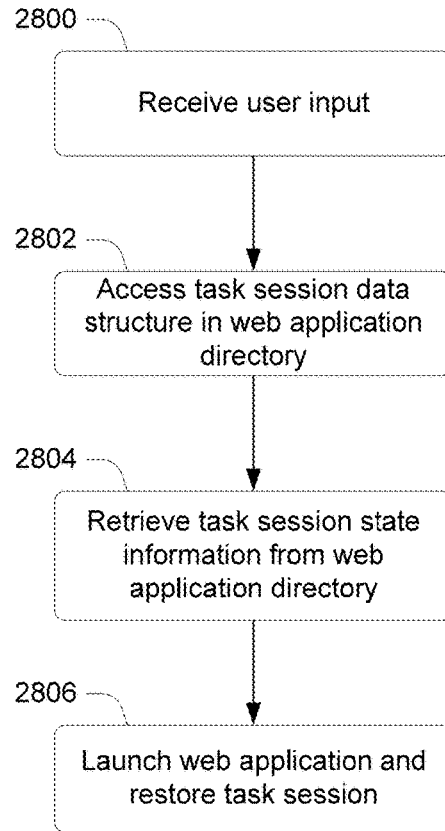 2800
Receive user input
2802
Access task session data
structure in web application
directory
2804
Retrieve task session state
information from web
application directory
2806
Launch web application and
restore task session